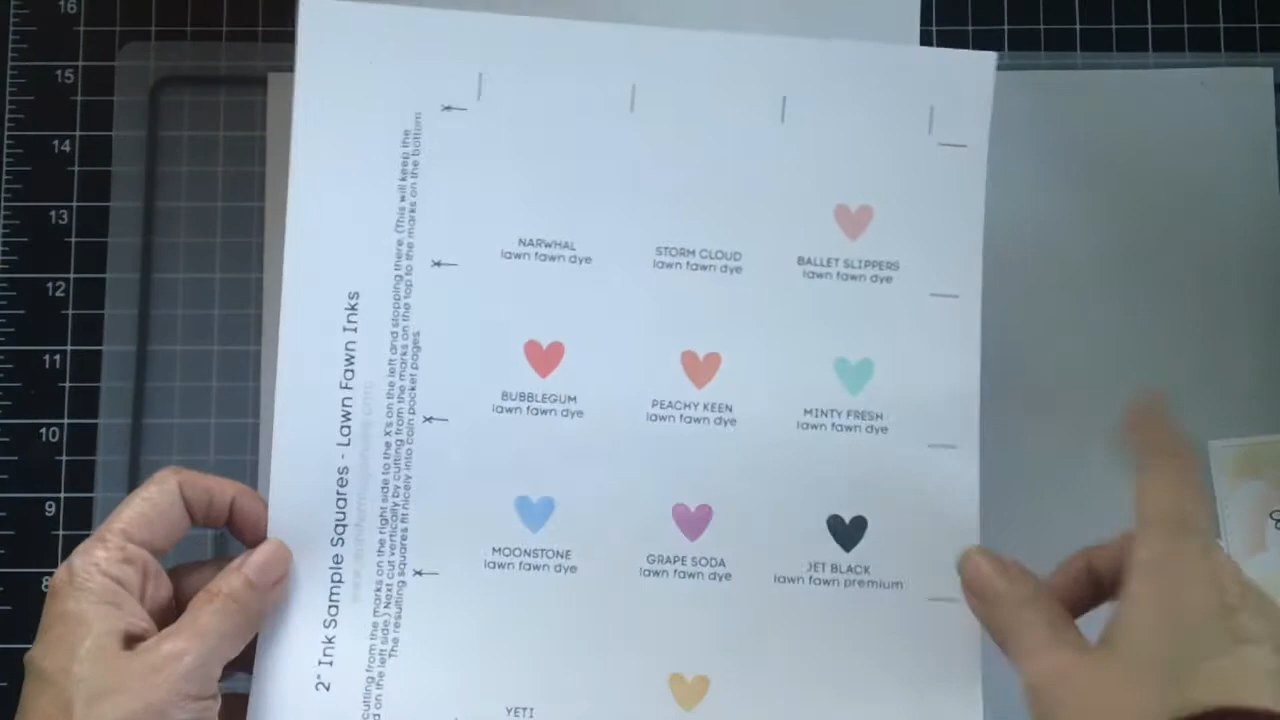 16
15
14
13
12
11
10
9
8
2" Ink Sample Squares - Lawn Fawn Inks
cutting from the marks on the right side to the X's on the left and stopping there. (This will keep the
on the left side.) Next cut vertically by cutting from the marks on the top to the marks on the bottom
The resulting squares fit nicely into coin pocket pages.
NARWHAL
lawn fawn dye
STORM CLOUD
lawn fawn dye
BALLET SLIPPERS
lawn fawn dye
BUBBLEGUM
lawn fawn dye
PEACHY KEEN
lawn fawn dye
MINTY FRESH
lawn fawn dye
MOONSTONE
lawn fawn dye
GRAPE SODA
lawn fawn dye
JET BLACK
lawn fawn premium
YETI